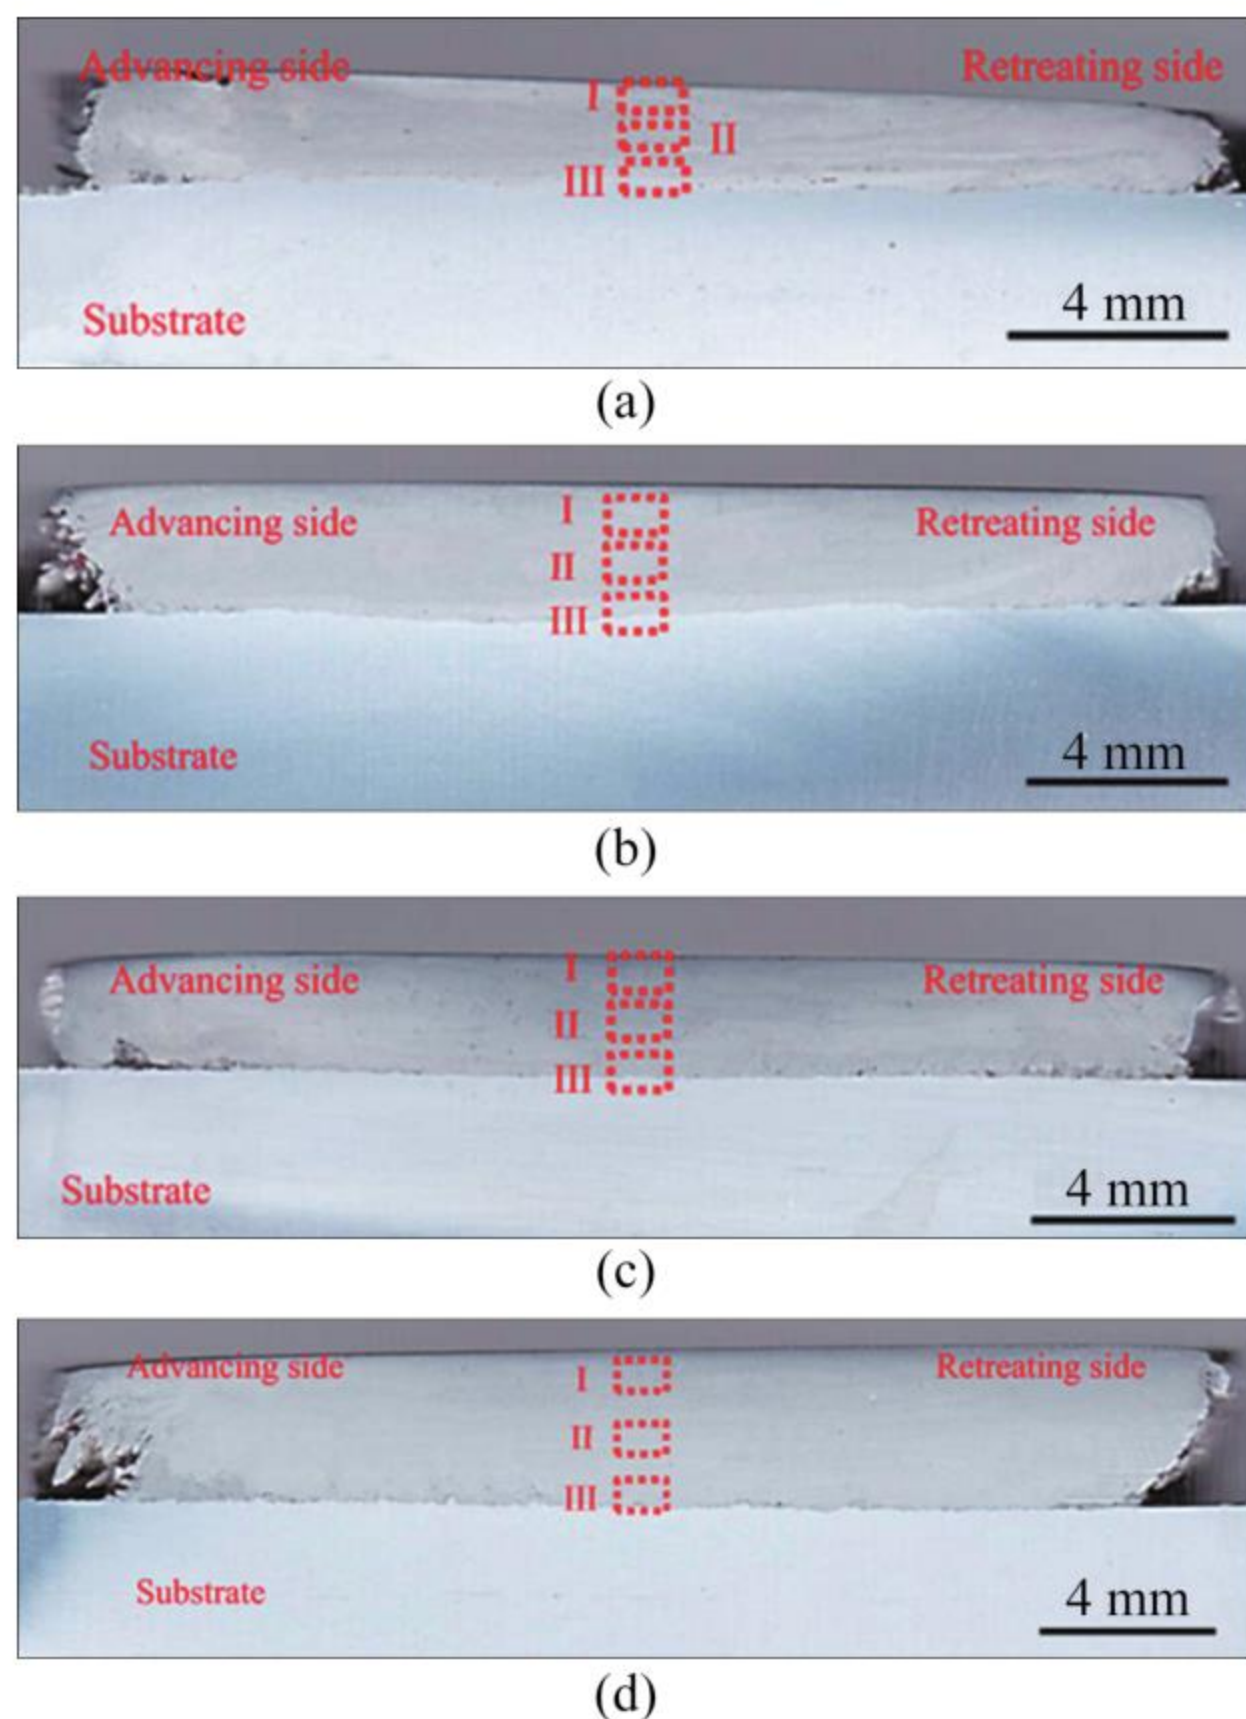 Advancing side
Retreating side
I
II
III
Substrate
4 mm
(a)
Advancing side
I
Retreating side
II
III
Substrate
4 mm
(b)
Advancing side
I
Retreating side
II
III
Substrate
4 mm
(c)
Advancing side
I
Retreating side
II
III
Substrate
4 mm
(d)